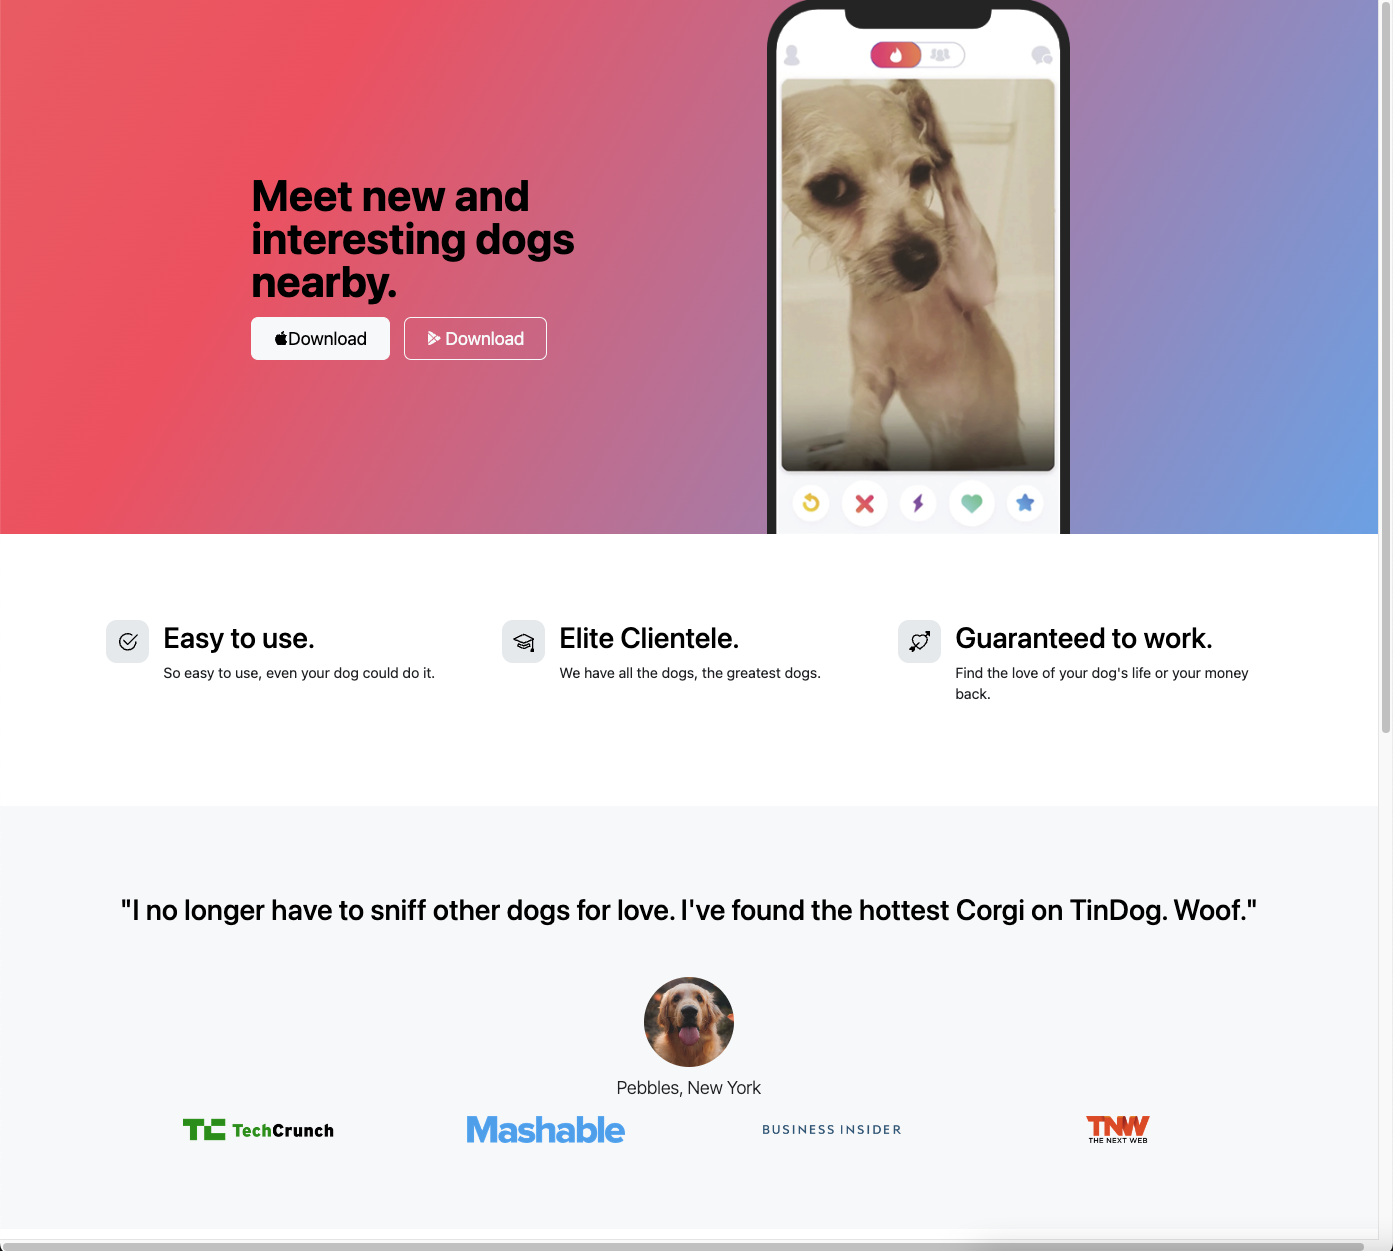 Meet new and
interesting dogs
nearby.
Download
Download
Easy to use.
So easy to use, even your dog could do it.
Elite Clientele.
We have all the dogs, the greatest dogs.
Guaranteed to work.
Find the love of your dog's life or your money
back.
"I no longer have to sniff other dogs for love. I've found the hottest Corgi on TinDog. Woof."
Pebbles, New York
TC TechCrunch
Mashable
BUSINESS INSIDER
TNW
THE NEXT WEB